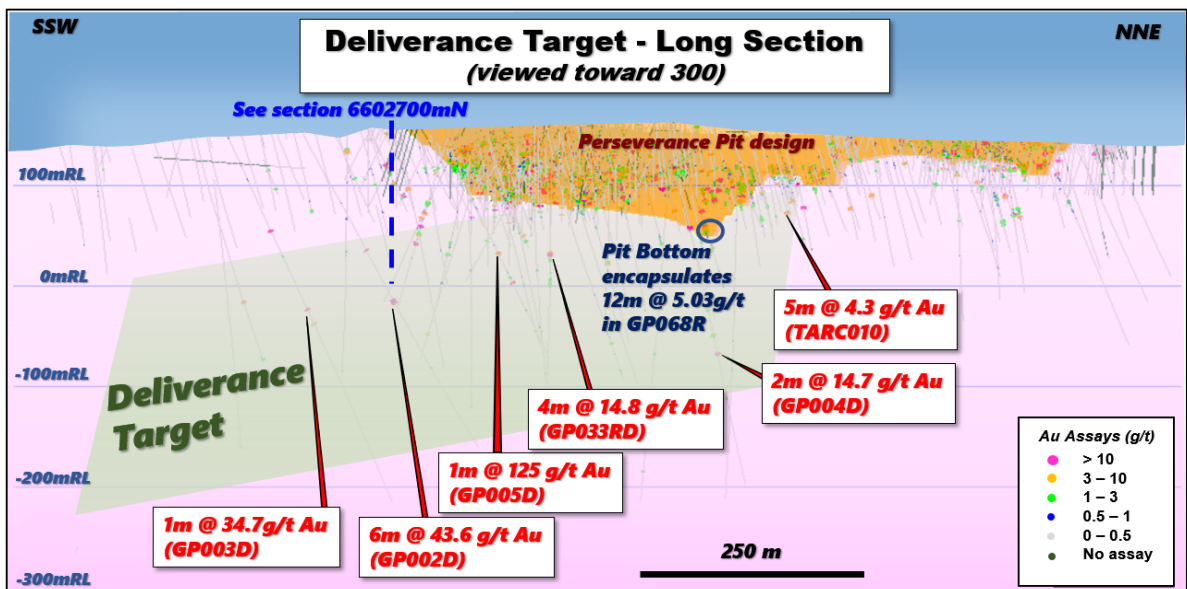 SSW
NNE
Deliverance Target - Long Section
(viewed toward 300)
See section 6602700mN
Perseverance Pit design
100mRL
0mRL
-100mRL
-200mRL
-300mRL
Pit Bottom
encapsulates
12m @ 5.03g/t
in GP068R
5m @ 4.3 g/t Au
(TARC010)
2m @ 14.7 g/t Au
(GP004D)
4m @ 14.8 g/t Au
(GP033RD)
1m @ 125 g/t Au
(GP005D)
6m @ 43.6 g/t Au
(GP002D)
1m @ 34.7g/t Au
(GP003D)
Deliverance
Target
250 m
Au Assays (g/t)
> 10
3 – 10
1 – 3
0.5 – 1
0 – 0.5
No assay